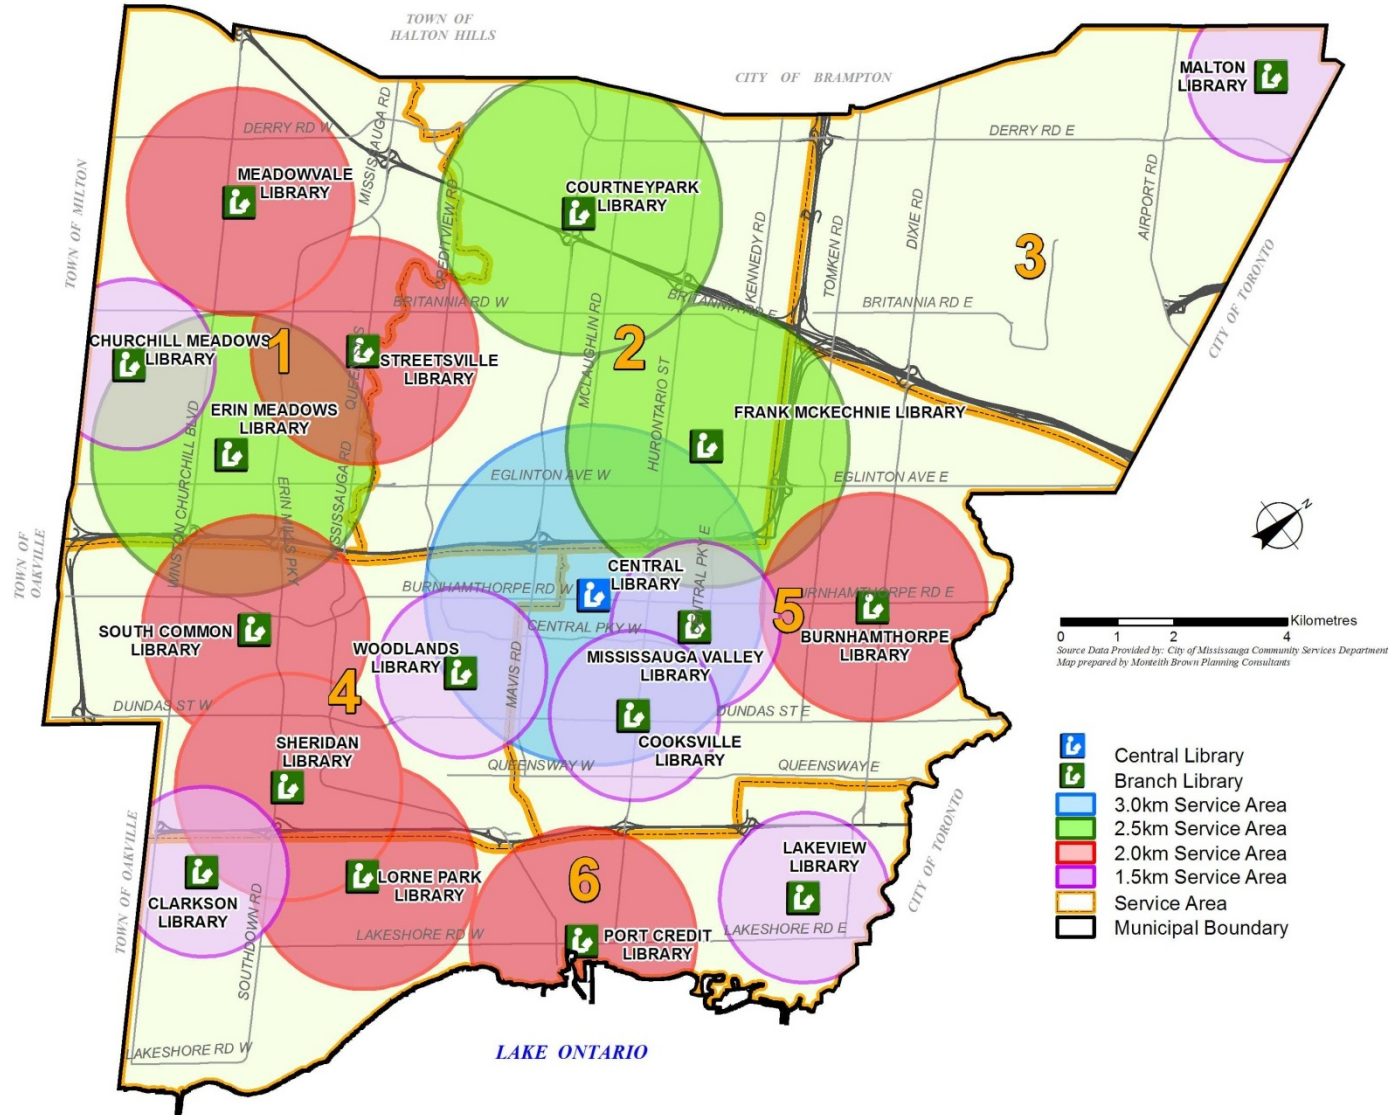 TOWN OF
HALTON HILLS
CITY OF BRAMPTON
MALTON
LIBRARY
DERRY RD W
MISSISSAUGA RD
DERRY RD E
TOWN OF MILTON
MEADOWVALE
LIBRARY
COURTNEYPARK
LIBRARY
CREDITVIEW RD
KENNEDY RD
TOMKEN RD
DIXIE RD
AIRPORT RD
3
CITY OF TORONTO
BRITANNIA RD W
BRITANNIA RD E
BRITANNIA RD E
CHURCHILL MEADOWS
LIBRARY
1
STREETSVILLE
LIBRARY
QUEEN S
2
MCLAUGHLIN RD
HURONTARIO ST
ERIN MEADOWS
LIBRARY
FRANK MCKECHNIE LIBRARY
WINSTON CHURCHILL BLVD
ERIN MILLS PKY
MISSISSAUGA RD
EGLINTON AVE W
EGLINTON AVE E
TOWN OF
OAKVILLE
N
CENTRAL
LIBRARY
CENTRAL PKY E
BURNHAMTHORPE RD W
BURNHAMTHORPE RD E
5
CENTRAL PKY W
SOUTH COMMON
LIBRARY
WOODLANDS
LIBRARY
MISSISSAUGA VALLEY
LIBRARY
BURNHAMTHORPE
LIBRARY
Kilometres
0 1 2 4
Source Data Provided by: City of Mississauga Community Services Department
Map prepared by Monteith Brown Planning Consultants
MAVIS RD
4
DUNDAS ST W
DUNDAS ST E
SHERIDAN
LIBRARY
COOKSVILLE
LIBRARY
QUEENSWAY W
QUEENSWAY E
Central Library
Branch Library
3.0km Service Area
2.5km Service Area
2.0km Service Area
1.5km Service Area
Service Area
Municipal Boundary
TOWN OF OAKVILLE
CITY OF TORONTO
LAKEVIEW
LIBRARY
CLARKSON
LIBRARY
LORNE PARK
LIBRARY
6
SOUTHDOWN RD
LAKESHORE RD W
PORT CREDIT
LIBRARY
LAKESHORE RD E
LAKESHORE RD W
LAKE ONTARIO